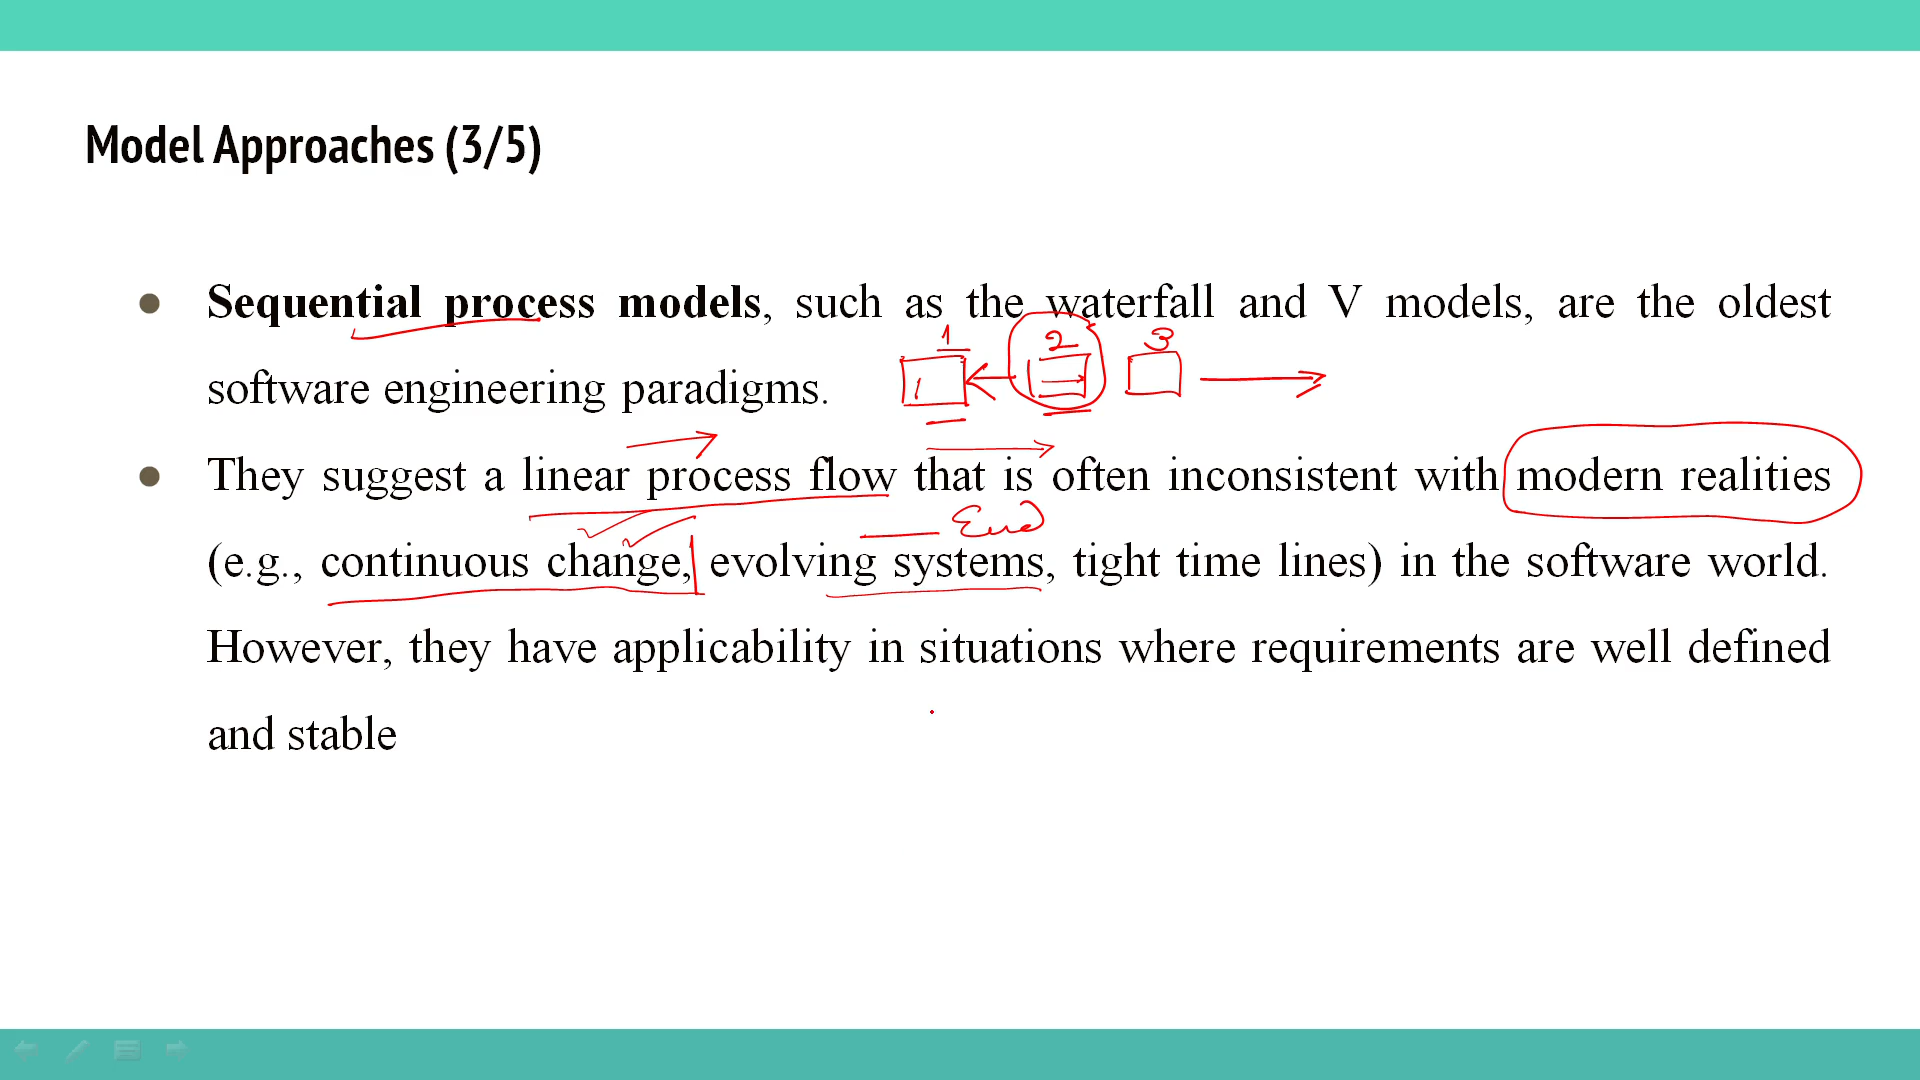 Model Approaches (3/5)
● Sequential process models, such as the waterfall and V models, are the oldest
1 2 3
software engineering paradigms.
● They suggest a linear process flow that is often inconsistent with modern realities
End
(e.g., continuous change, evolving systems, tight time lines) in the software world.
However, they have applicability in situations where requirements are well defined
and stable